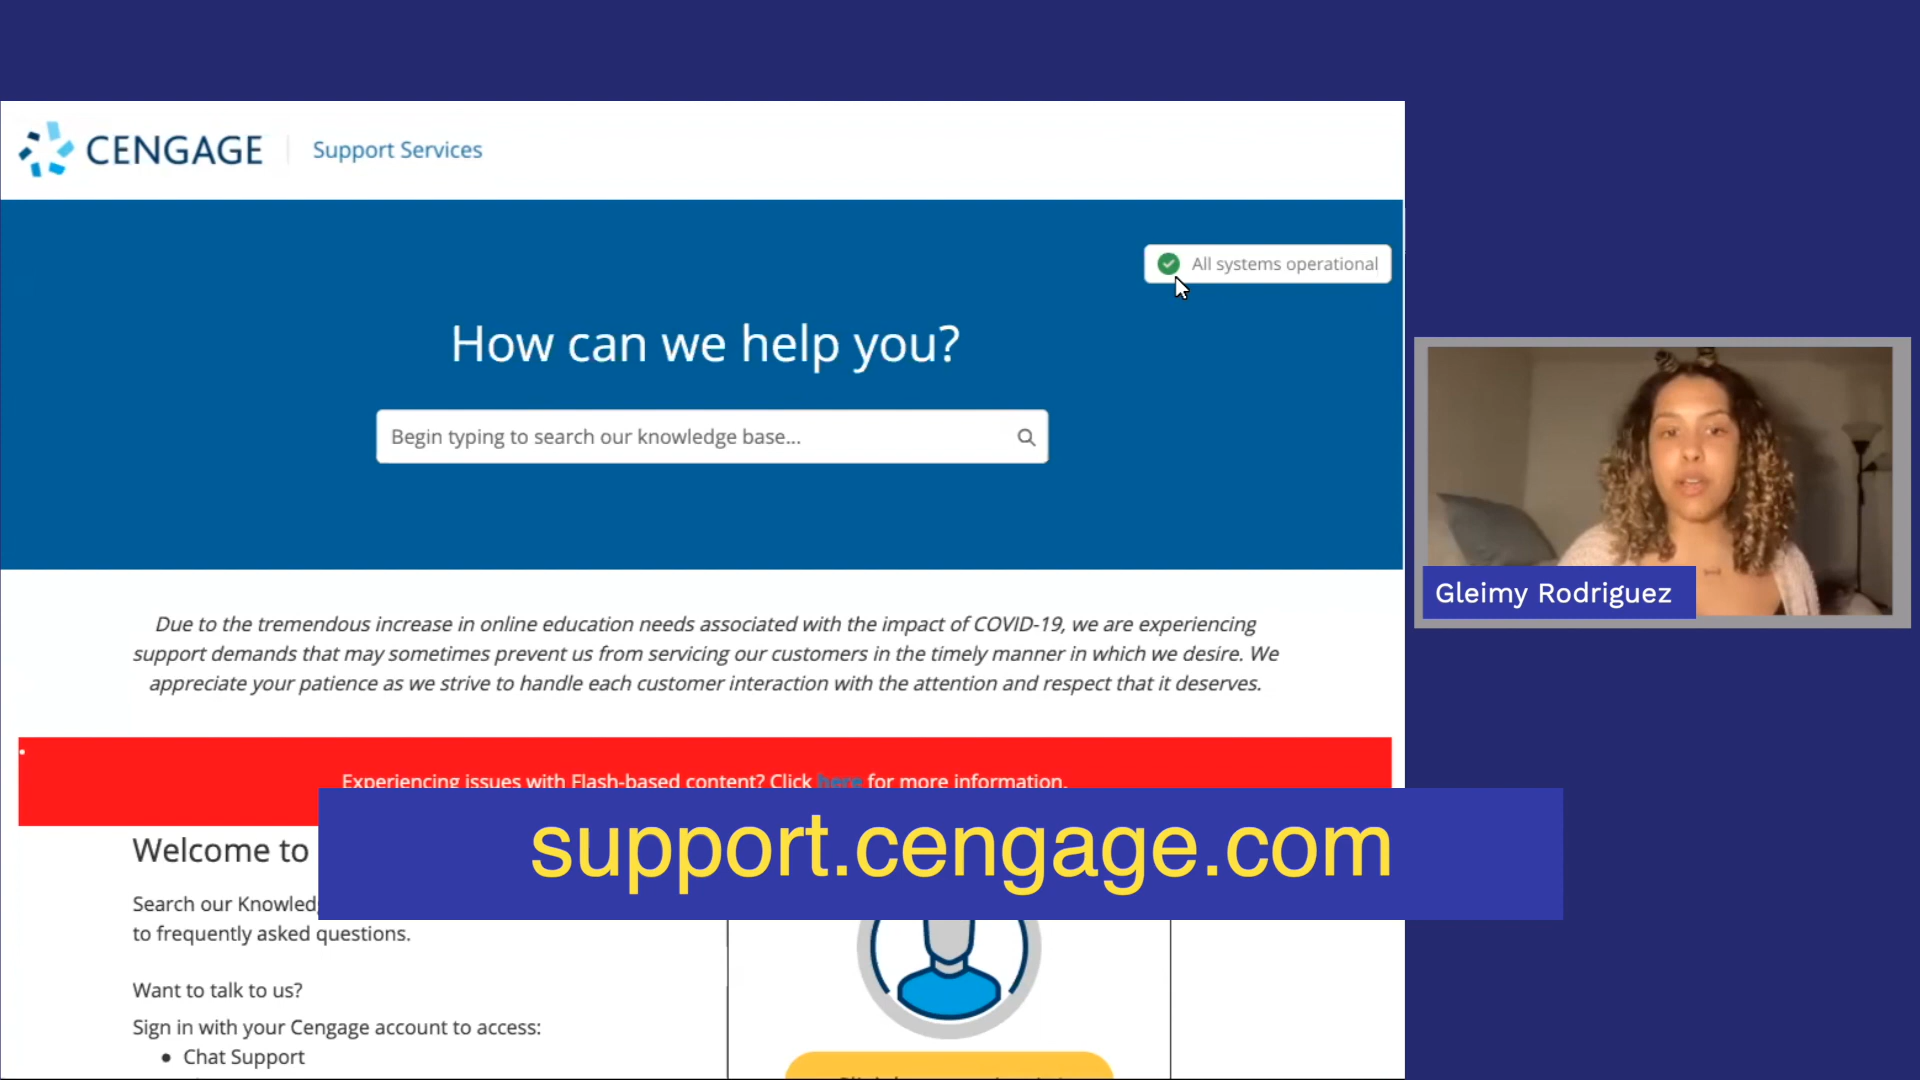 CENGAGE
Support Services
All systems operational
How can we help you?
Begin typing to search our knowledge base...
Gleimy Rodriguez
Due to the tremendous increase in online education needs associated with the impact of COVID-19, we are experiencing
support demands that may sometimes prevent us from servicing our customers in the timely manner in which we desire. We
appreciate your patience as we strive to handle each customer interaction with the attention and respect that it deserves.
Experiencing issues with Flash-based content? Click here for more information.
Welcome to
support.cengage.com
Search our
to frequently asked questions.
Want to talk to us?
Sign in with your Cengage account to access:
• Chat Support